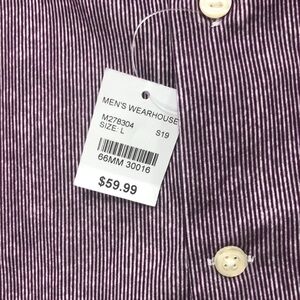 MEN'S WEARHOUSE
M278304 S19
SIZE: L
66MM 30016
$59.99